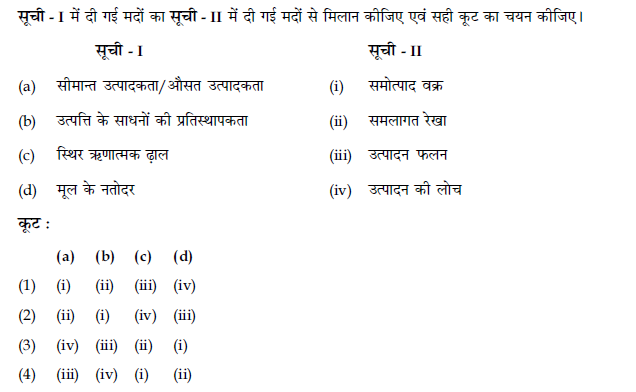 सूची - I में दी गई मदों का सूची - II में दी गई मदों से मिलान कीजिए एवं सही कूट का चयन कीजिए।
सूची - I सूची - II
(a) सीमान्त उत्पादकता/औसत उत्पादकता (i) समोत्पाद वक्र
(b) उत्पत्ति के साधनों की प्रतिस्थापकता (ii) समलागत रेखा
(c) स्थिर ऋणात्मक ढ़ाल (iii) उत्पादन फलन
(d) मूल के नतोदर (iv) उत्पादन की लोच
कूट :
(a) (b) (c) (d)
(1) (i) (ii) (iii) (iv)
(2) (ii) (i) (iv) (iii)
(3) (iv) (iii) (ii) (i)
(4) (iii) (iv) (i) (ii)